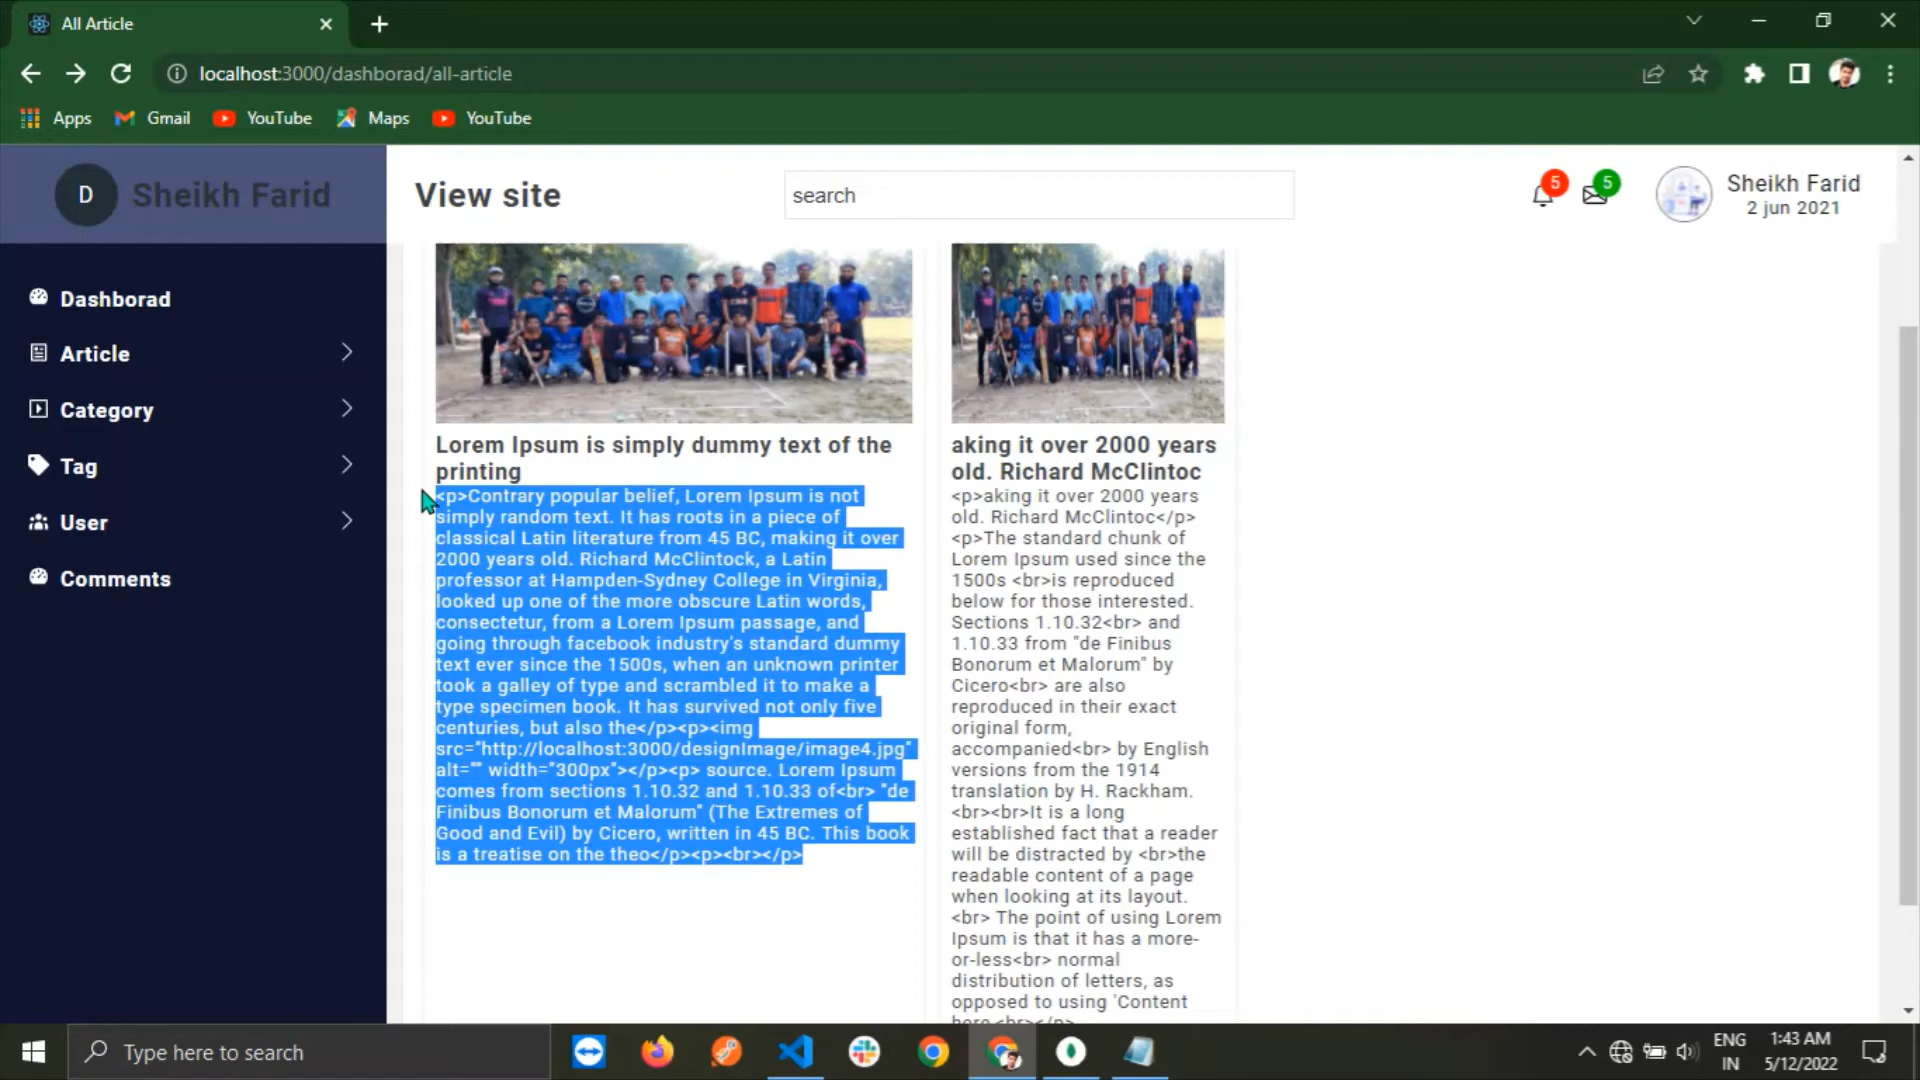 All Article
localhost:3000/dashborad/all-article
Apps
Gmail
YouTube
Maps
YouTube
D
Sheikh Farid
View site
search
5
5
Sheikh Farid
2 jun 2021
Dashborad
Article
Category
Tag
User
Comments
Lorem Ipsum is simply dummy text of the
printing
<p>Contrary popular belief, Lorem Ipsum is not
simply random text. It has roots in a piece of
classical Latin literature from 45 BC, making it over
2000 years old. Richard McClintock, a Latin
professor at Hampden-Sydney College in Virginia,
looked up one of the more obscure Latin words,
consectetur, from a Lorem Ipsum passage, and
going through facebook industry's standard dummy
text ever since the 1500s, when an unknown printer
took a galley of type and scrambled it to make a
type specimen book. It has survived not only five
centuries, but also the</p><p><img
src="http://localhost:3000/designImage/image4.jpg"
alt="" width="300px"></p><p> source. Lorem Ipsum
comes from sections 1.10.32 and 1.10.33 of<br> "de
Finibus Bonorum et Malorum" (The Extremes of
Good and Evil) by Cicero, written in 45 BC. This book
is a treatise on the theo</p><p><br></p>
aking it over 2000 years
old. Richard McClintoc
<p>aking it over 2000 years
old. Richard McClintoc</p>
<p>The standard chunk of
Lorem Ipsum used since the
1500s <br>is reproduced
below for those interested.
Sections 1.10.32<br> and
1.10.33 from "de Finibus
Bonorum et Malorum" by
Cicero<br> are also
reproduced in their exact
original form,
accompanied<br> by English
versions from the 1914
translation by H. Rackham.
<br><br>It is a long
established fact that a reader
will be distracted by <br>the
readable content of a page
when looking at its layout.
<br> The point of using Lorem
Ipsum is that it has a more-
or-less<br> normal
distribution of letters, as
opposed to using 'Content
here<br></p>
Type here to search
ENG
IN
1:43 AM
5/12/2022